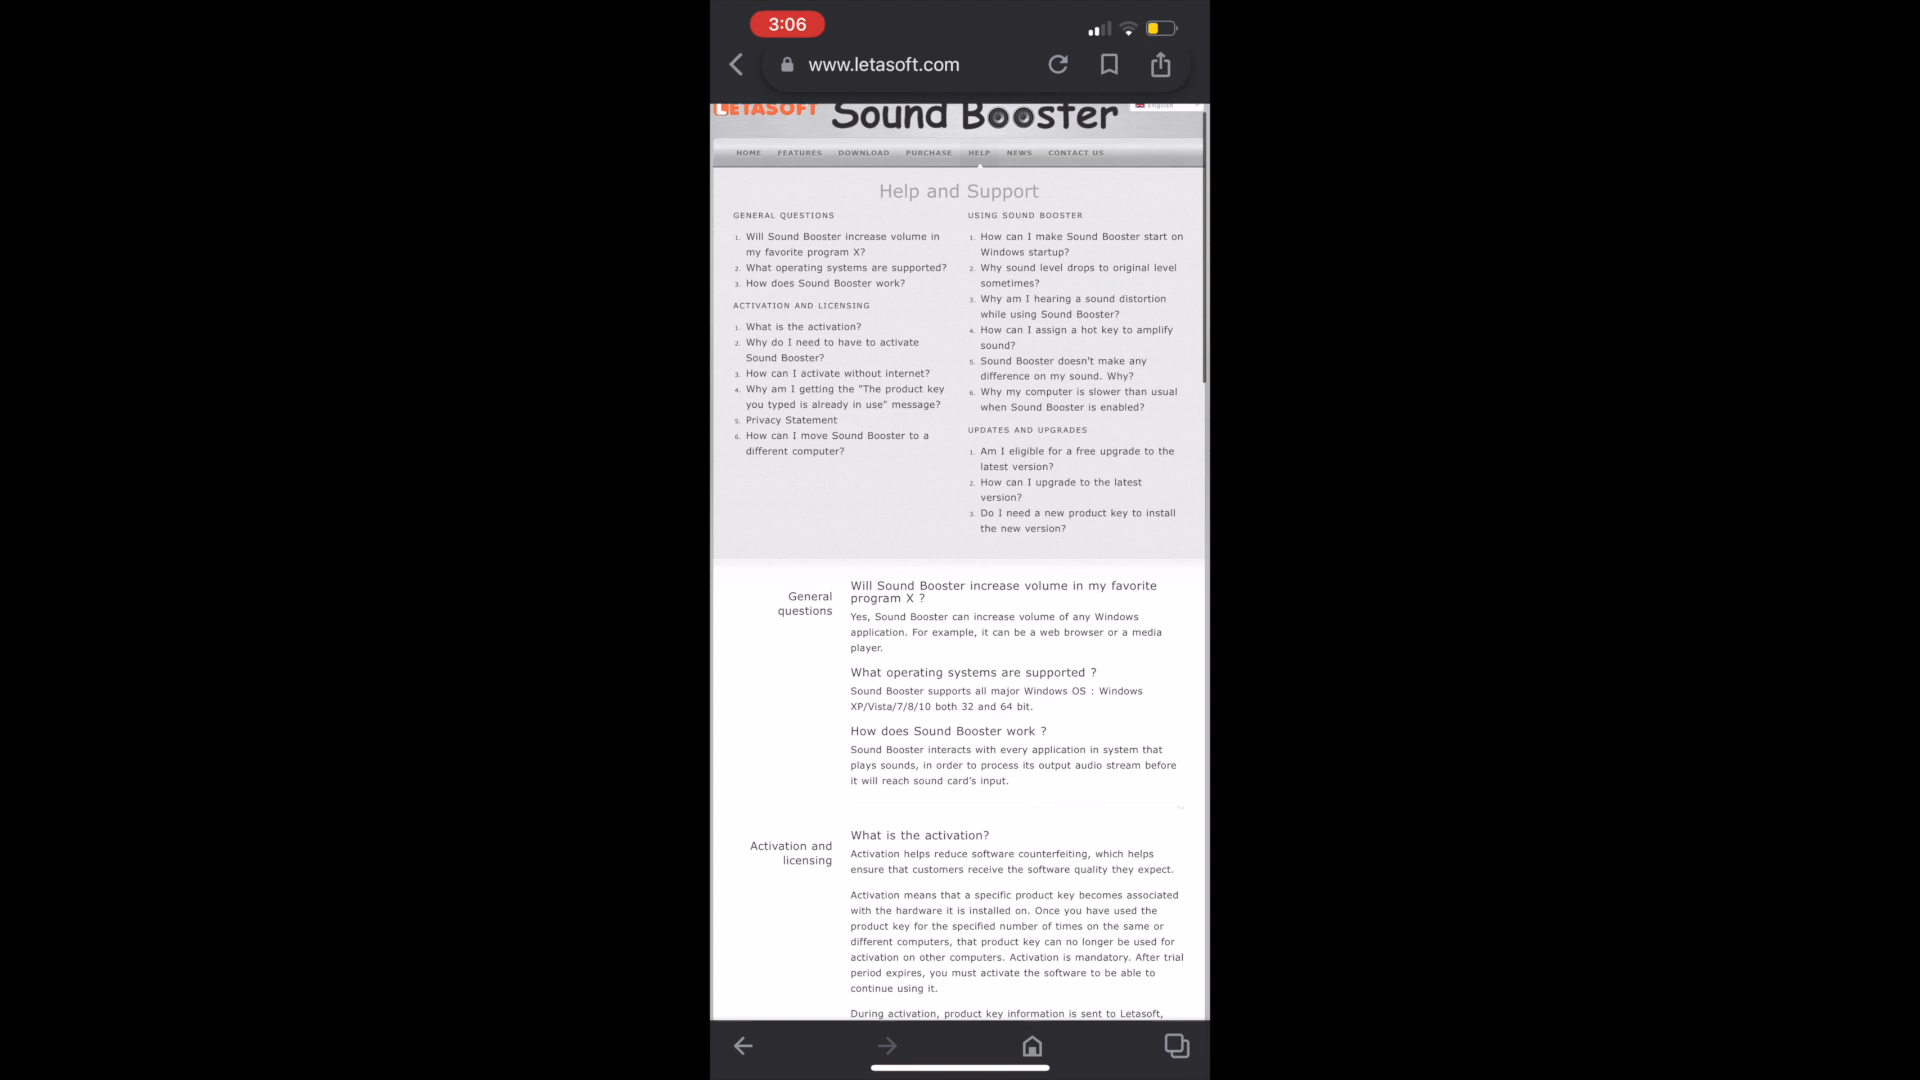 3:06
www.letasoft.com
LETASOFT
Sound Booster
English
HOME FEATURES DOWNLOAD PURCHASE HELP NEWS CONTACT US
Help and Support
GENERAL QUESTIONS
1. Will Sound Booster increase volume in
my favorite program X?
2. What operating systems are supported?
3. How does Sound Booster work?
ACTIVATION AND LICENSING
1. What is the activation?
2. Why do I need to have to activate
Sound Booster?
3. How can I activate without internet?
4. Why am I getting the "The product key
you typed is already in use" message?
5. Privacy Statement
6. How can I move Sound Booster to a
different computer?
USING SOUND BOOSTER
1. How can I make Sound Booster start on
Windows startup?
2. Why sound level drops to original level
sometimes?
3. Why am I hearing a sound distortion
while using Sound Booster?
4. How can I assign a hot key to amplify
sound?
5. Sound Booster doesn't make any
difference on my sound. Why?
6. Why my computer is slower than usual
when Sound Booster is enabled?
UPDATES AND UPGRADES
1. Am I eligible for a free upgrade to the
latest version?
2. How can I upgrade to the latest
version?
3. Do I need a new product key to install
the new version?
General
questions
Will Sound Booster increase volume in my favorite
program X ?
Yes, Sound Booster can increase volume of any Windows
application. For example, it can be a web browser or a media
player.
What operating systems are supported ?
Sound Booster supports all major Windows OS : Windows
XP/Vista/7/8/10 both 32 and 64 bit.
How does Sound Booster work ?
Sound Booster interacts with every application in system that
plays sounds, in order to process its output audio stream before
it will reach sound card's input.
Activation and
licensing
What is the activation?
Activation helps reduce software counterfeiting, which helps
ensure that customers receive the software quality they expect.
Activation means that a specific product key becomes associated
with the hardware it is installed on. Once you have used the
product key for the specified number of times on the same or
different computers, that product key can no longer be used for
activation on other computers. Activation is mandatory. After trial
period expires, you must activate the software to be able to
continue using it.
During activation, product key information is sent to Letasoft,